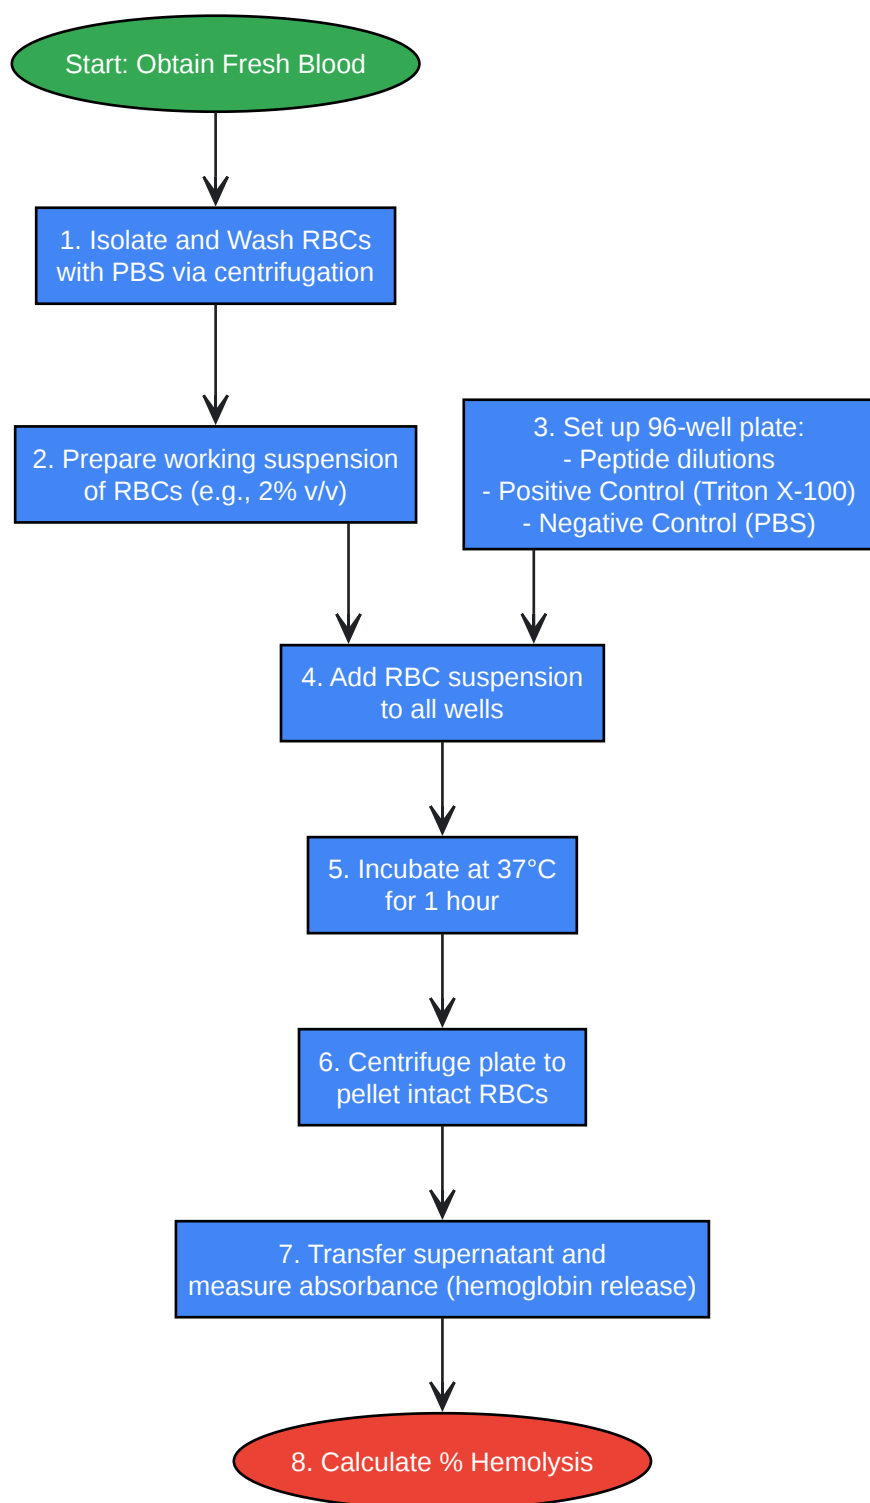 Start: Obtain Fresh Blood
1. Isolate and Wash RBCs
with PBS via centrifugation
2. Prepare working suspension
of RBCs (e.g., 2% v/v)
3. Set up 96-well plate:
- Peptide dilutions
- Positive Control (Triton X-100)
- Negative Control (PBS)
4. Add RBC suspension
to all wells
5. Incubate at 37°C
for 1 hour
6. Centrifuge plate to
pellet intact RBCs
7. Transfer supernatant and
measure absorbance (hemoglobin release)
8. Calculate % Hemolysis